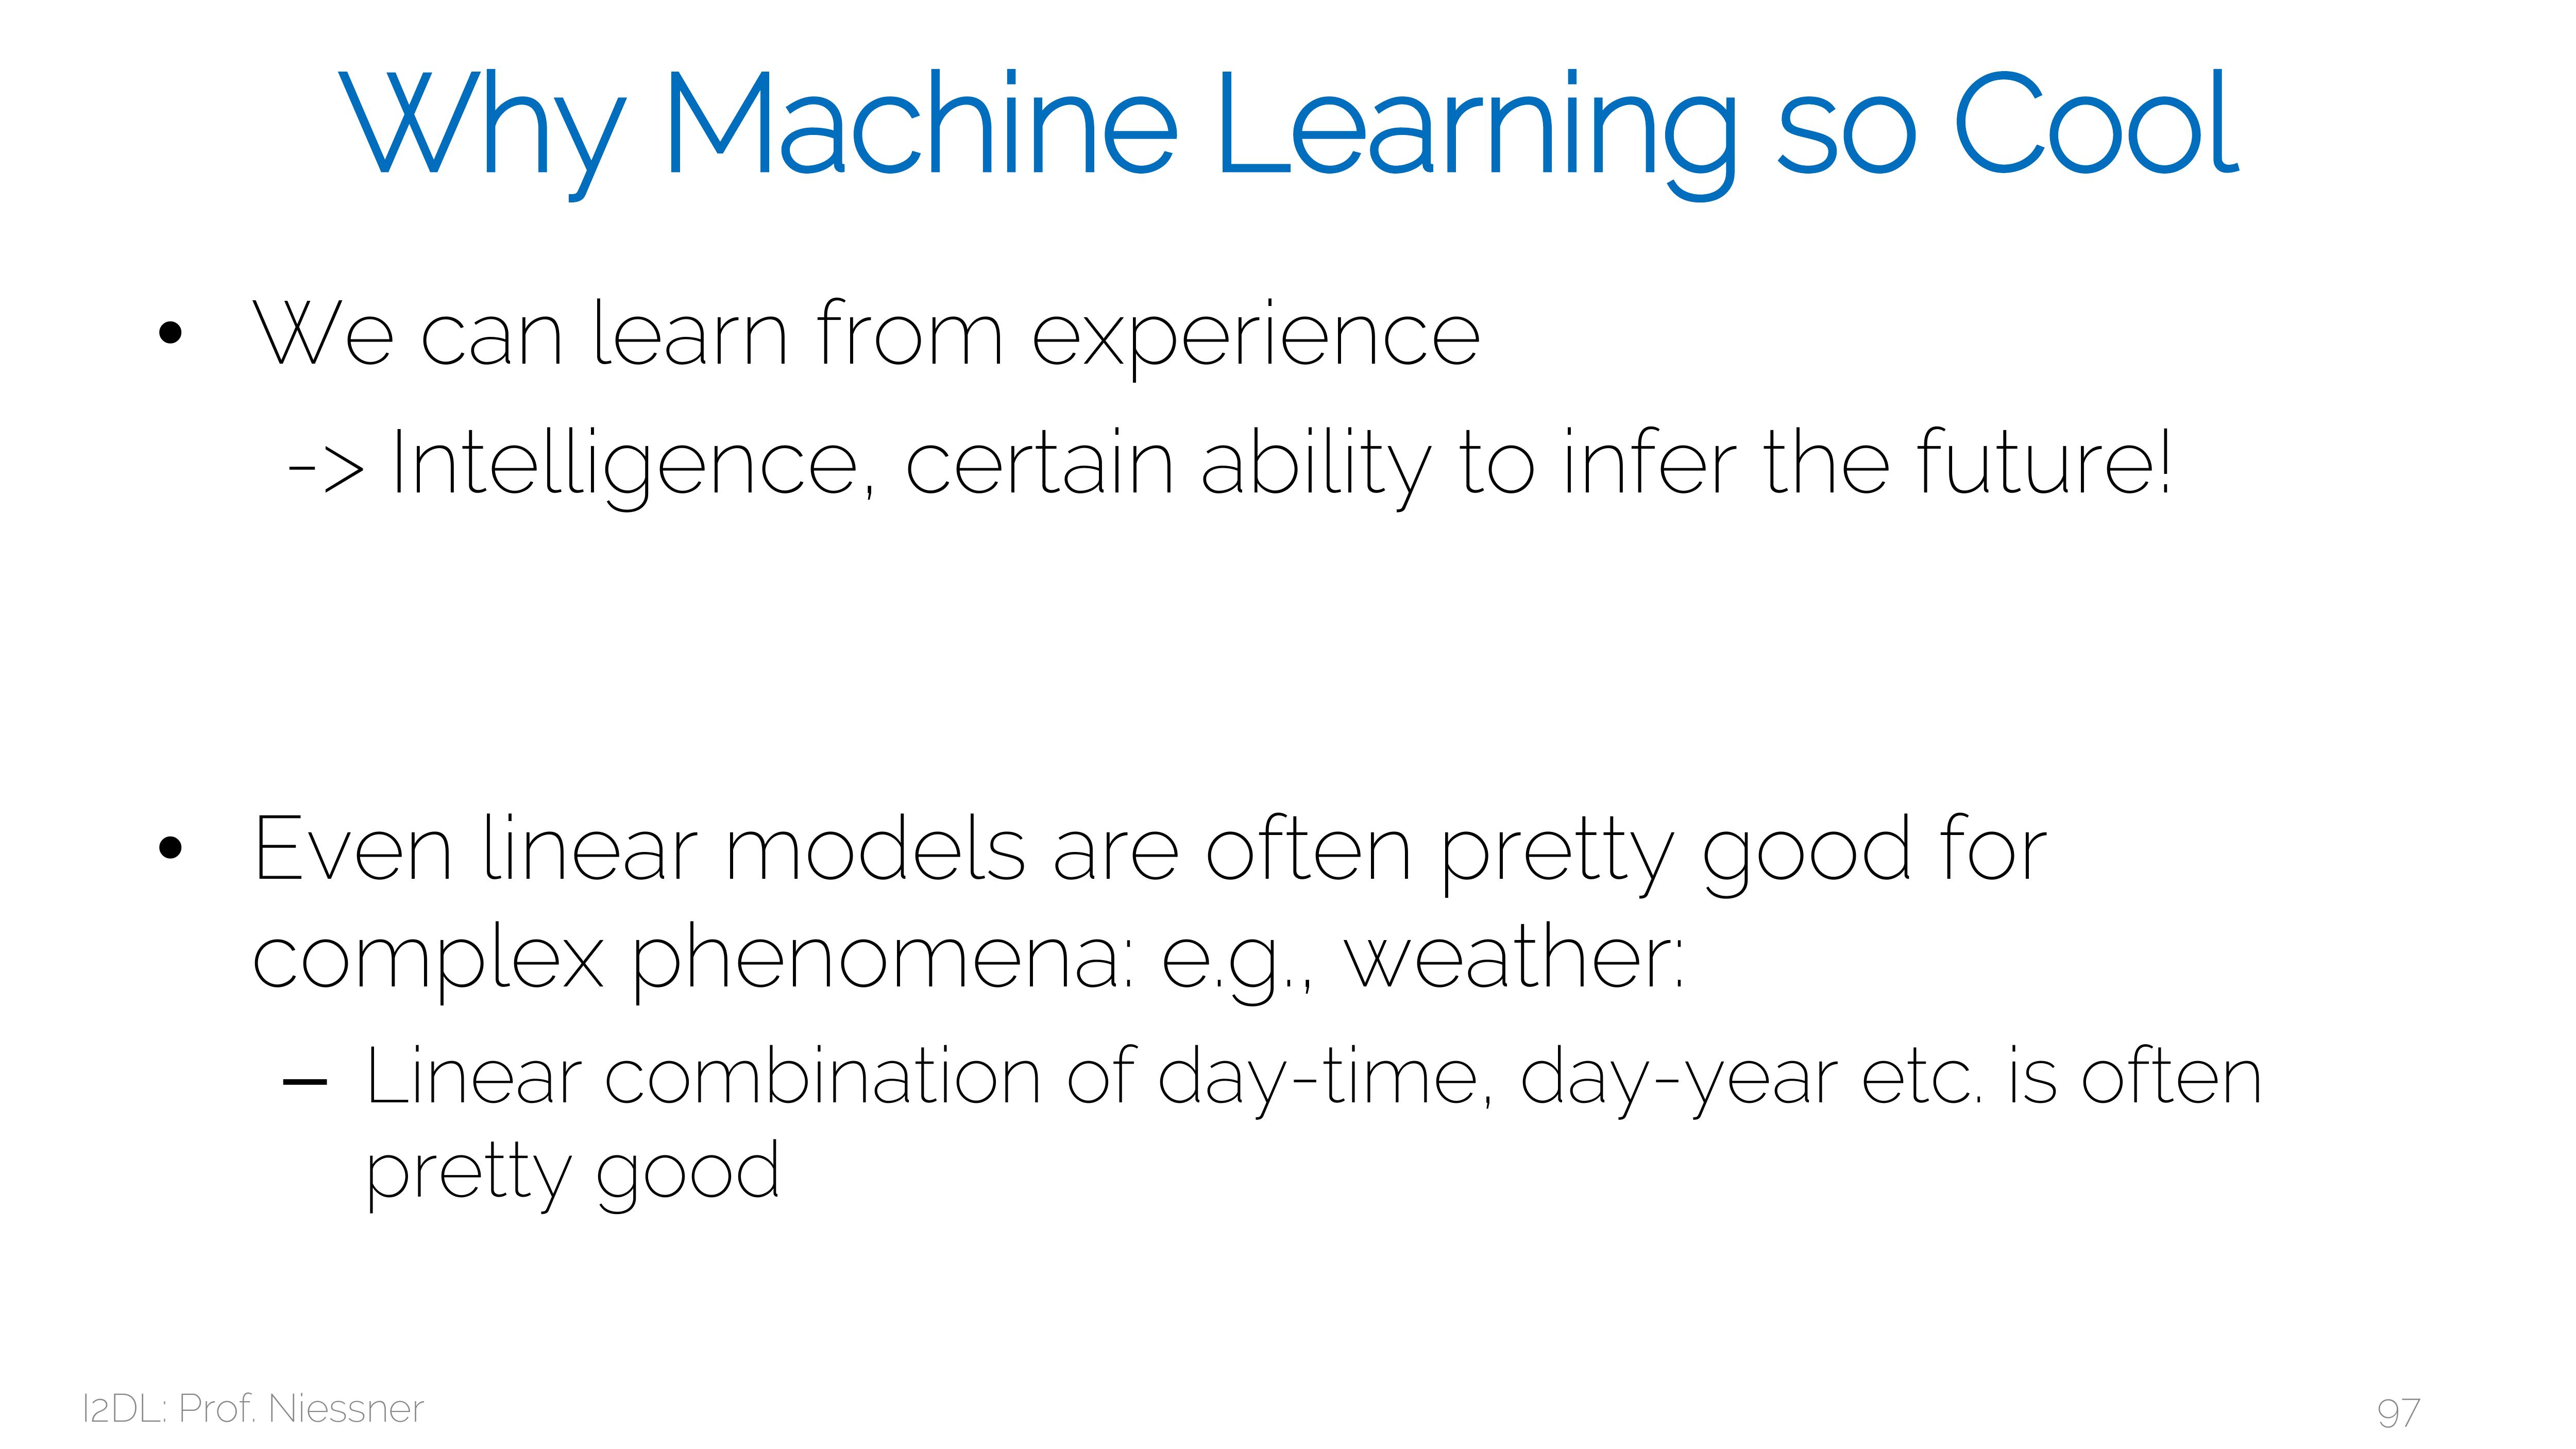 Why Machine Learning so Cool
• We can learn from experience
-> Intelligence, certain ability to infer the future!
• Even linear models are often pretty good for
complex phenomena: e.g., weather:
– Linear combination of day-time, day-year etc. is often
pretty good
I2DL: Prof. Niessner
97